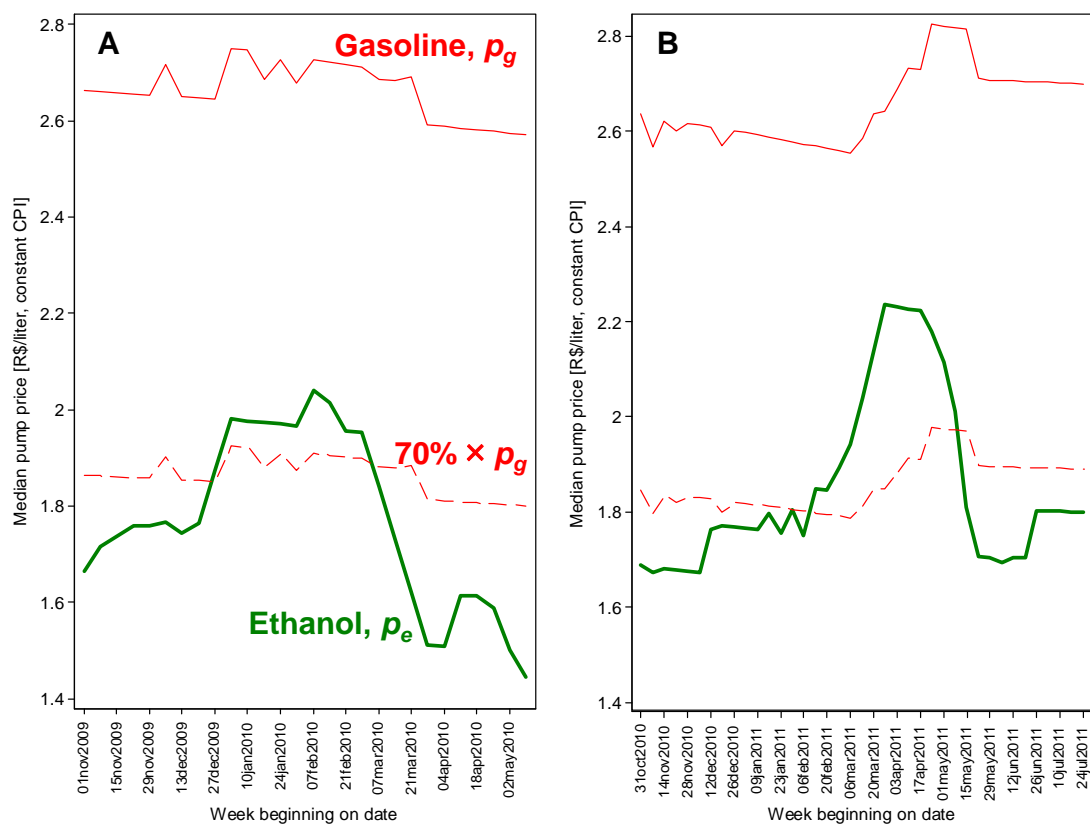 A
Gasoline, pg
70% × pg
Ethanol, pe
Median pump price [R$/liter, constant CPI]
2.8
2.6
2.4
2.2
2
1.8
1.6
1.4
01nov2009
15nov2009
29nov2009
13dec2009
27dec2009
10jan2010
24jan2010
07feb2010
21feb2010
07mar2010
21mar2010
04apr2010
18apr2010
02may2010
Week beginning on date
B
Median pump price [R$/liter, constant CPI]
2.8
2.6
2.4
2.2
2
1.8
1.6
1.4
31oct2010
14nov2010
28nov2010
12dec2010
26dec2010
09jan2011
23jan2011
06feb2011
20feb2011
06mar2011
20mar2011
03apr2011
17apr2011
01may2011
15may2011
29may2011
12jun2011
26jun2011
10jul2011
24jul2011
Week beginning on date